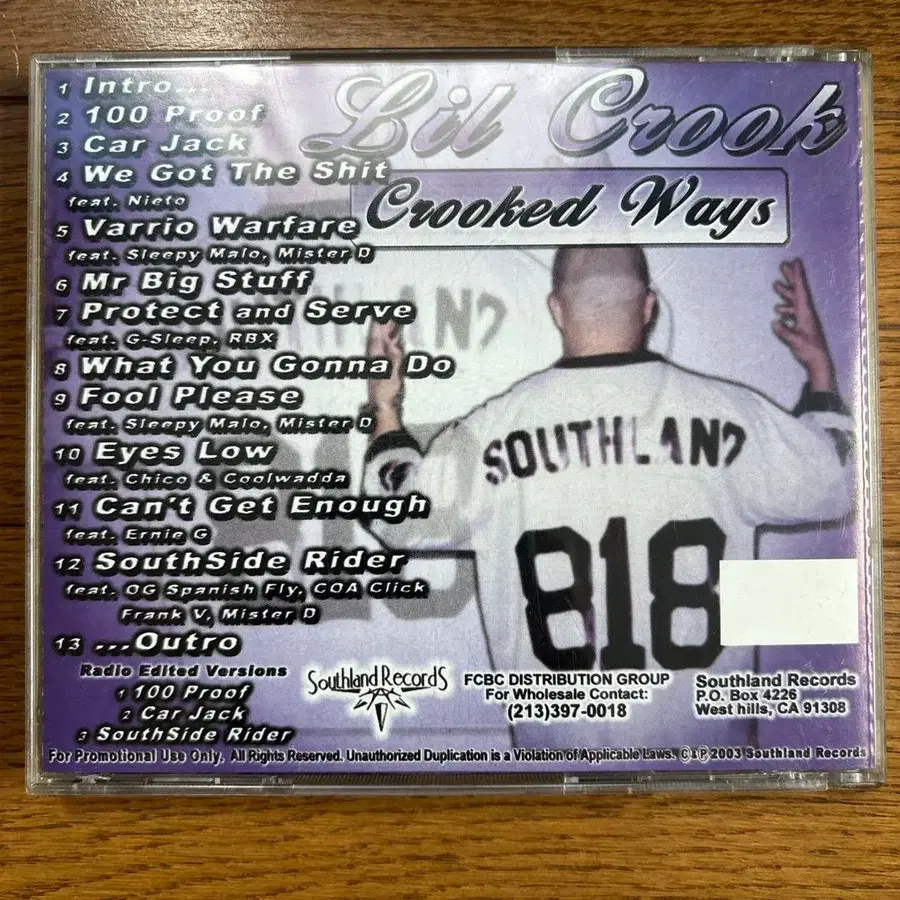 Lil Crook
Crooked Ways
1 Intro...
2 100 Proof
3 Car Jack
4 We Got The Shit
feat. Nieto
5 Varrio Warfare
feat. Sleepy Malo, Mister D
6 Mr Big Stuff
7 Protect and Serve
feat. G-Sleep, RBX
8 What You Gonna Do
9 Fool Please
feat. Sleepy Malo, Mister D
10 Eyes Low
feat. Chico & Coolwadda
11 Can't Get Enough
feat. Ernie G
12 SouthSide Rider
feat. OG Spanish Fly, COA Click
Frank V, Mister D
13 ...Outro
Radio Edited Versions
1 100 Proof
2 Car Jack
3 SouthSide Rider
SOUTHLAND
818
Southland Records
FCBC DISTRIBUTION GROUP
For Wholesale Contact:
(213)397-0018
Southland Records
P.O. Box 4226
West hills, CA 91308
For Promotional Use Only. All Rights Reserved. Unauthorized Duplication is a Violation of Applicable Laws. ©&℗ 2003 Southland Records